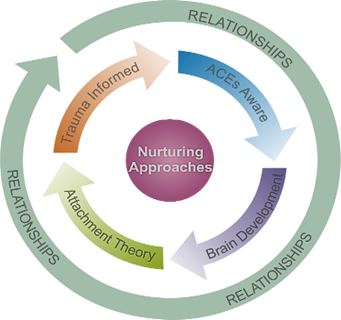 RELATIONSHIPS
Trauma Informed
ACEs Aware
Nurturing
Approaches
Attachment Theory
Brain Development
RELATIONSHIPS
RELATIONSHIPS